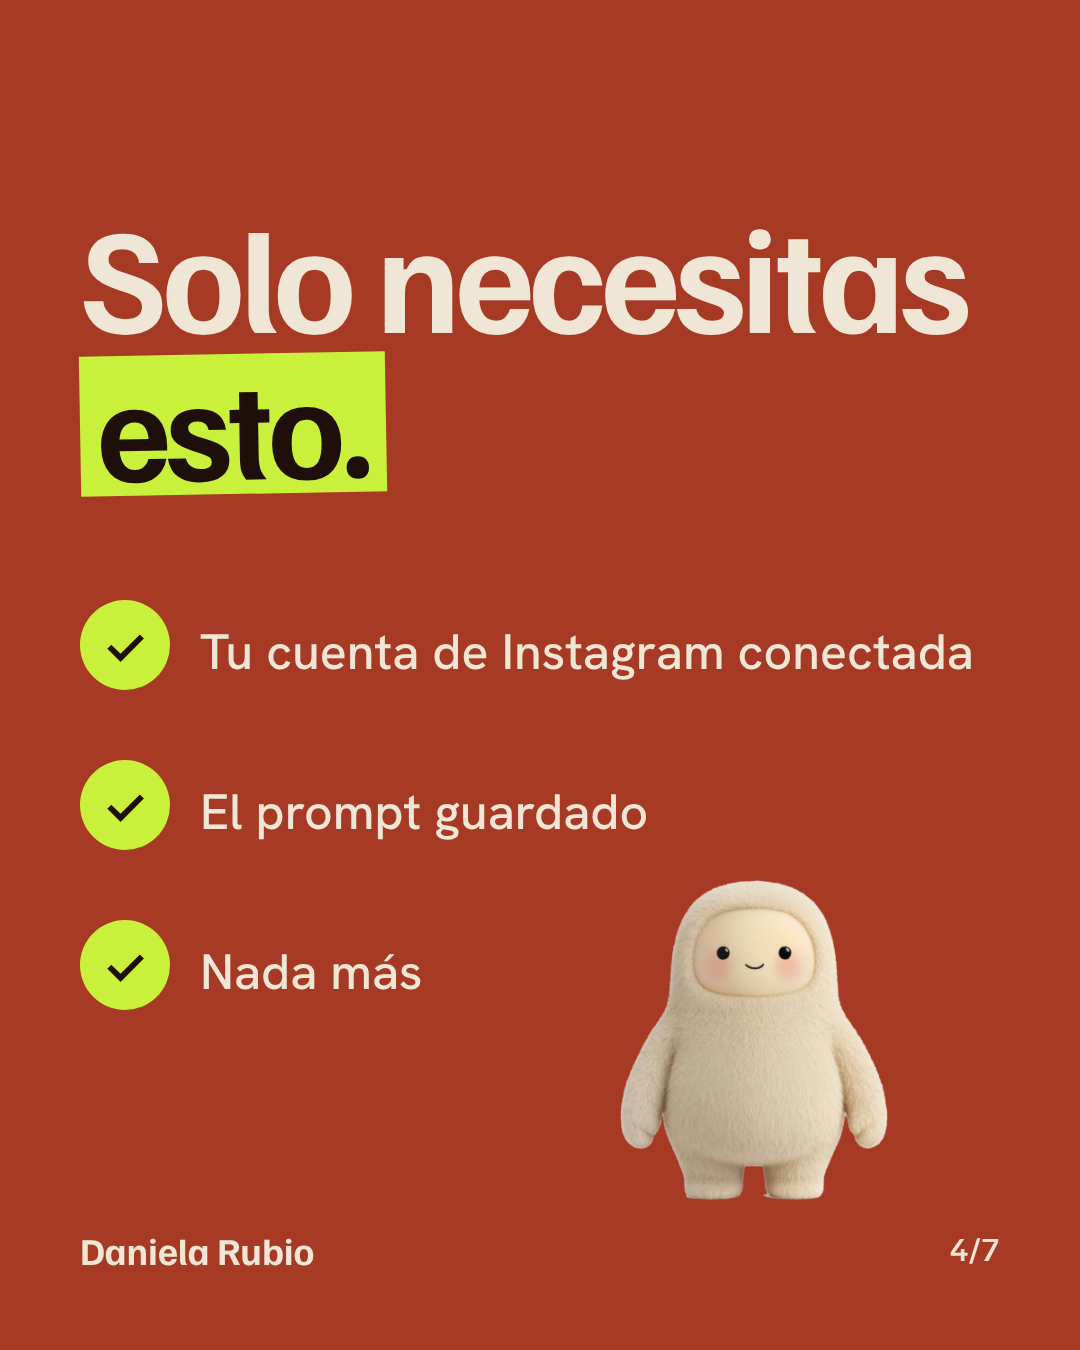 Solo necesitas
esto.
Tu cuenta de Instagram conectada
El prompt guardado
Nada más
Daniela Rubio
4/7